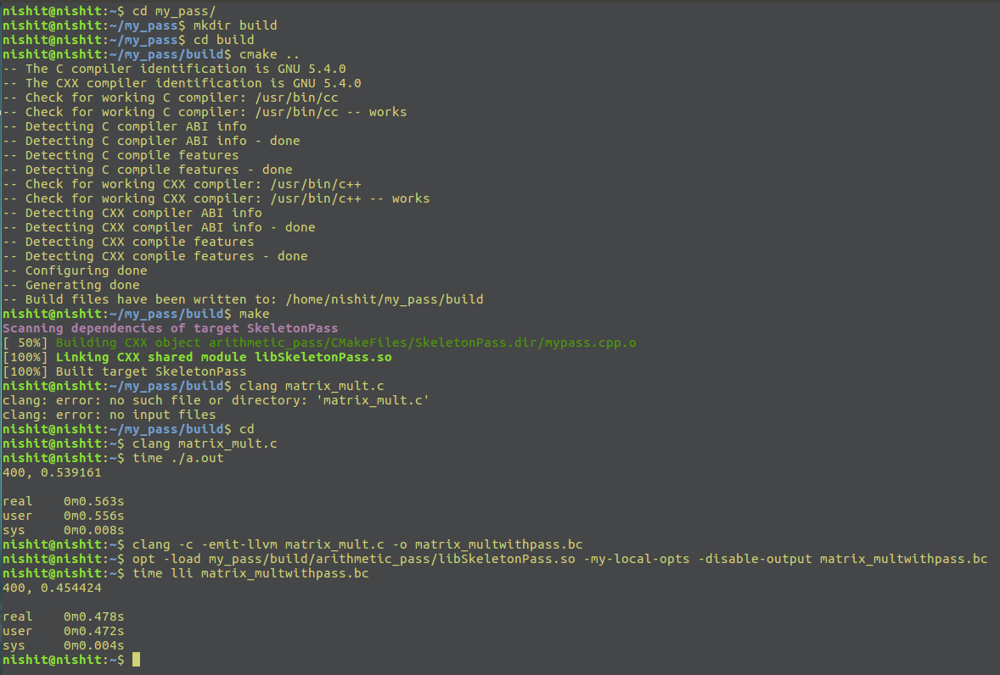 nishit@nishit:~$ cd my_pass/
nishit@nishit:~/my_pass$ mkdir build
nishit@nishit:~/my_pass$ cd build
nishit@nishit:~/my_pass/build$ cmake ..
-- The C compiler identification is GNU 5.4.0
-- The CXX compiler identification is GNU 5.4.0
-- Check for working C compiler: /usr/bin/cc
-- Check for working C compiler: /usr/bin/cc -- works
-- Detecting C compiler ABI info
-- Detecting C compiler ABI info - done
-- Detecting C compile features
-- Detecting C compile features - done
-- Check for working CXX compiler: /usr/bin/c++
-- Check for working CXX compiler: /usr/bin/c++ -- works
-- Detecting CXX compiler ABI info
-- Detecting CXX compiler ABI info - done
-- Detecting CXX compile features
-- Detecting CXX compile features - done
-- Configuring done
-- Generating done
-- Build files have been written to: /home/nishit/my_pass/build
nishit@nishit:~/my_pass/build$ make
Scanning dependencies of target SkeletonPass
[ 50%] Building CXX object arithmetic_pass/CMakeFiles/SkeletonPass.dir/mypass.cpp.o
[100%] Linking CXX shared module libSkeletonPass.so
[100%] Built target SkeletonPass
nishit@nishit:~/my_pass/build$ clang matrix_mult.c
clang: error: no such file or directory: 'matrix_mult.c'
clang: error: no input files
nishit@nishit:~/my_pass/build$ cd
nishit@nishit:~$ clang matrix_mult.c
nishit@nishit:~$ time ./a.out
400, 0.539161
real 0m0.563s
user 0m0.556s
sys 0m0.008s
nishit@nishit:~$ clang -c -emit-llvm matrix_mult.c -o matrix_multwithpass.bc
nishit@nishit:~$ opt -load my_pass/build/arithmetic_pass/libSkeletonPass.so -my-local-opts -disable-output matrix_multwithpass.bc
nishit@nishit:~$ time lli matrix_multwithpass.bc
400, 0.454424
real 0m0.478s
user 0m0.472s
sys 0m0.004s
nishit@nishit:~$